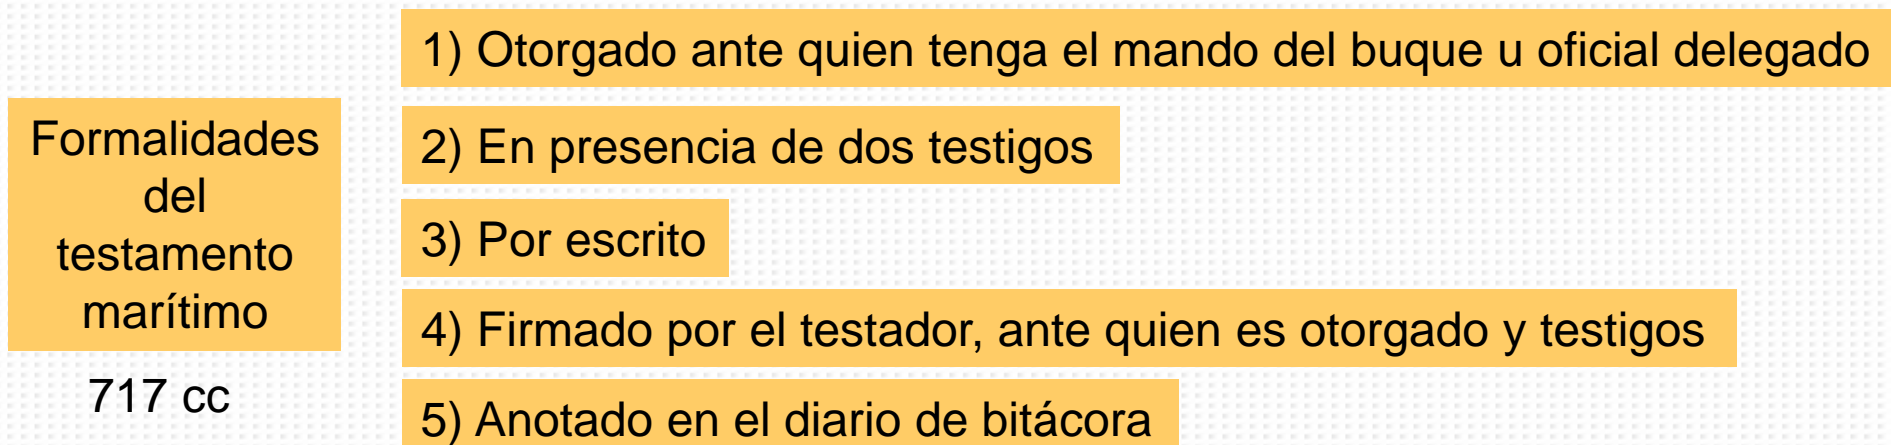 Formalidades
del
testamento
marítimo
717 cc
1) Otorgado ante quien tenga el mando del buque u oficial delegado
2) En presencia de dos testigos
3) Por escrito
4) Firmado por el testador, ante quien es otorgado y testigos
5) Anotado en el diario de bitácora